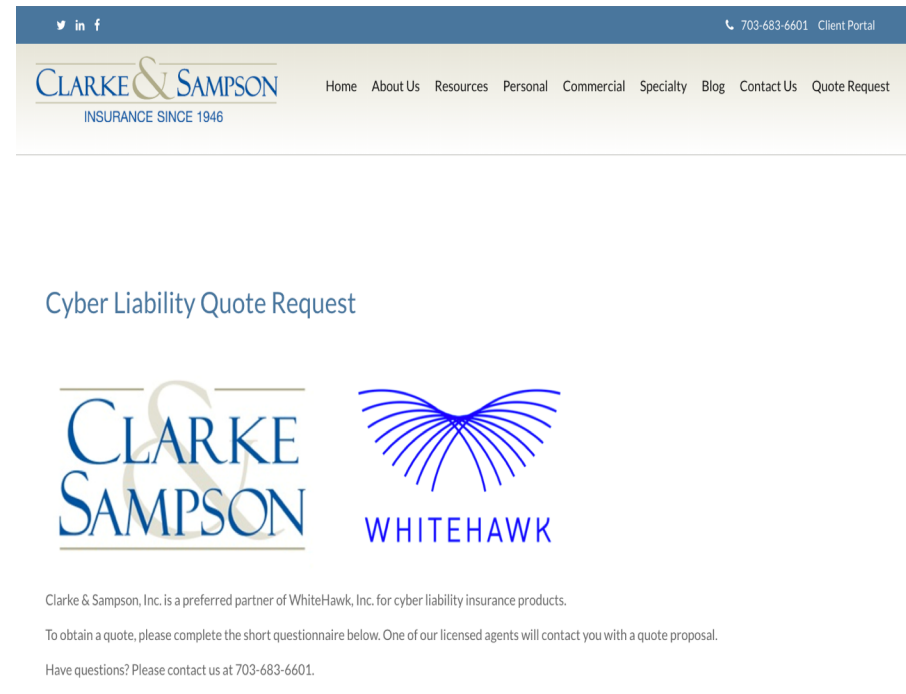 703-683-6601 Client Portal
CLARKE & SAMPSON
INSURANCE SINCE 1946
Home About Us Resources Personal Commercial Specialty Blog Contact Us Quote Request
Cyber Liability Quote Request
CLARKE &
SAMPSON
WHITEHAWK
Clarke & Sampson, Inc. is a preferred partner of WhiteHawk, Inc. for cyber liability insurance products.
To obtain a quote, please complete the short questionnaire below. One of our licensed agents will contact you with a quote proposal.
Have questions? Please contact us at 703-683-6601.